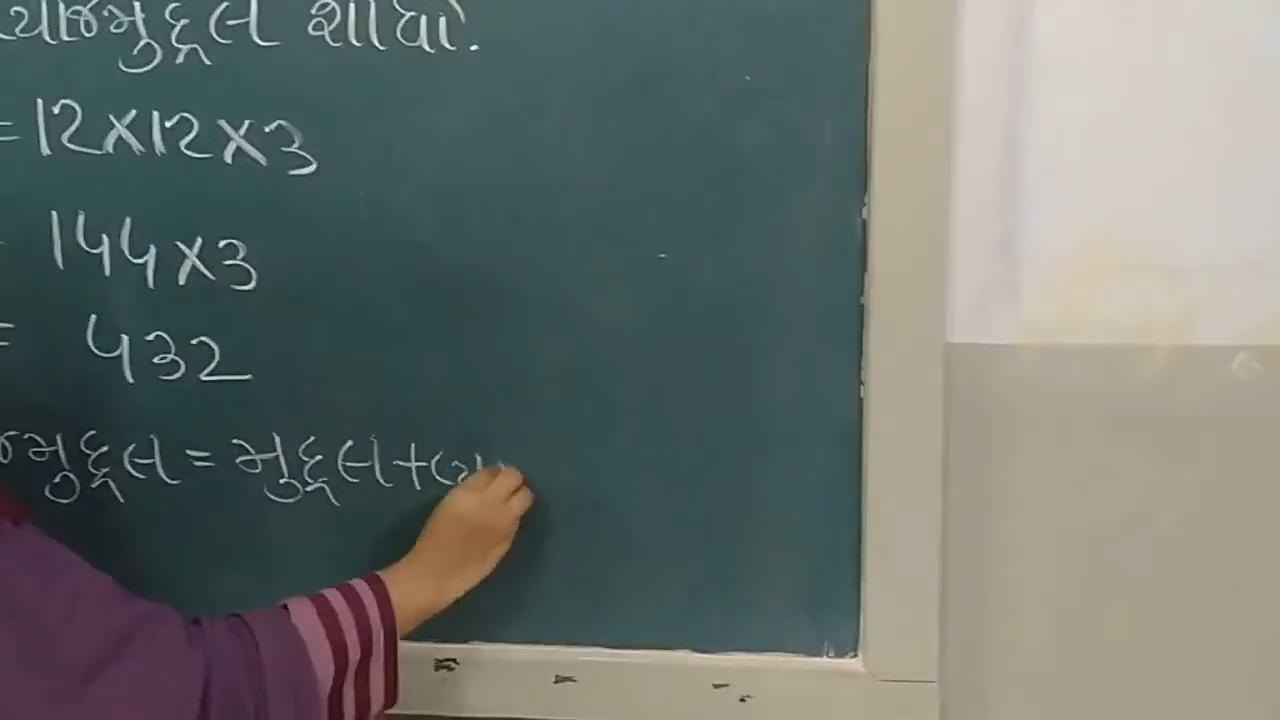 વ્યાજમુદ્દલ શોધો.
= 12×12×3
144×3
= 432
જમુદ્દલ = મુદ્દલ + વ્ય